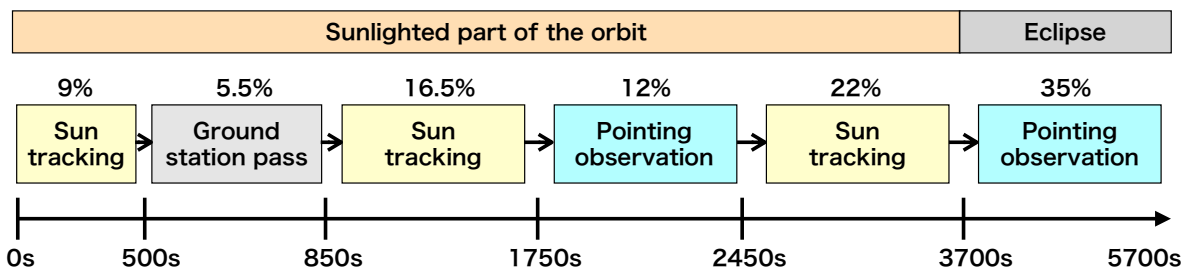 Sunlighted part of the orbit
Eclipse
9%
5.5%
16.5%
12%
22%
35%
Sun
tracking
Ground
station pass
Sun
tracking
Pointing
observation
Sun
tracking
Pointing
observation
0s
500s
850s
1750s
2450s
3700s
5700s